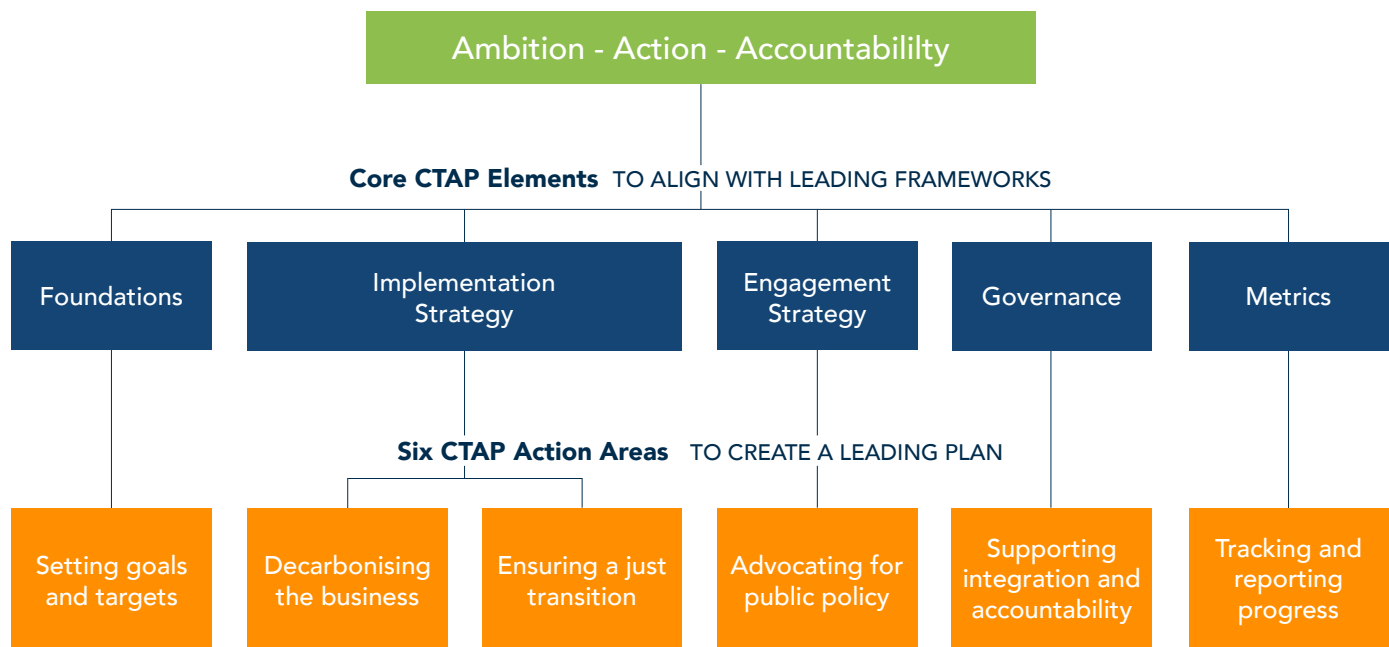 Ambition - Action - Accountabililty
Core CTAP Elements TO ALIGN WITH LEADING FRAMEWORKS
Foundations
Implementation
Strategy
Engagement
Strategy
Governance
Metrics
Six CTAP Action Areas TO CREATE A LEADING PLAN
Setting goals
and targets
Decarbonising
the business
Ensuring a just
transition
Advocating for
public policy
Supporting
integration and
accountability
Tracking and
reporting
progress